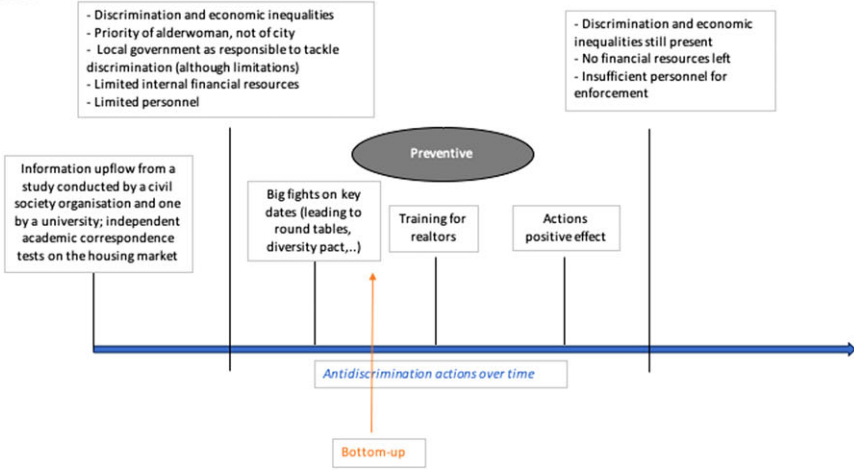 - Discrimination and economic inequalities
- Priority of alderwoman, not of city
- Local government as responsible to tackle
discrimination (although limitations)
- Limited internal financial resources
- Limited personnel
- Discrimination and economic
inequalities still present
- No financial resources left
- Insufficient personnel for
enforcement
Preventive
Information upflow from a
study conducted by a civil
society organisation and one
by a university; independent
academic correspondence
tests on the housing market
Big fights on key
dates (leading to
round tables,
diversity pact,..)
Training for
realtors
Actions
positive effect
Antidiscrimination actions over time
Bottom-up